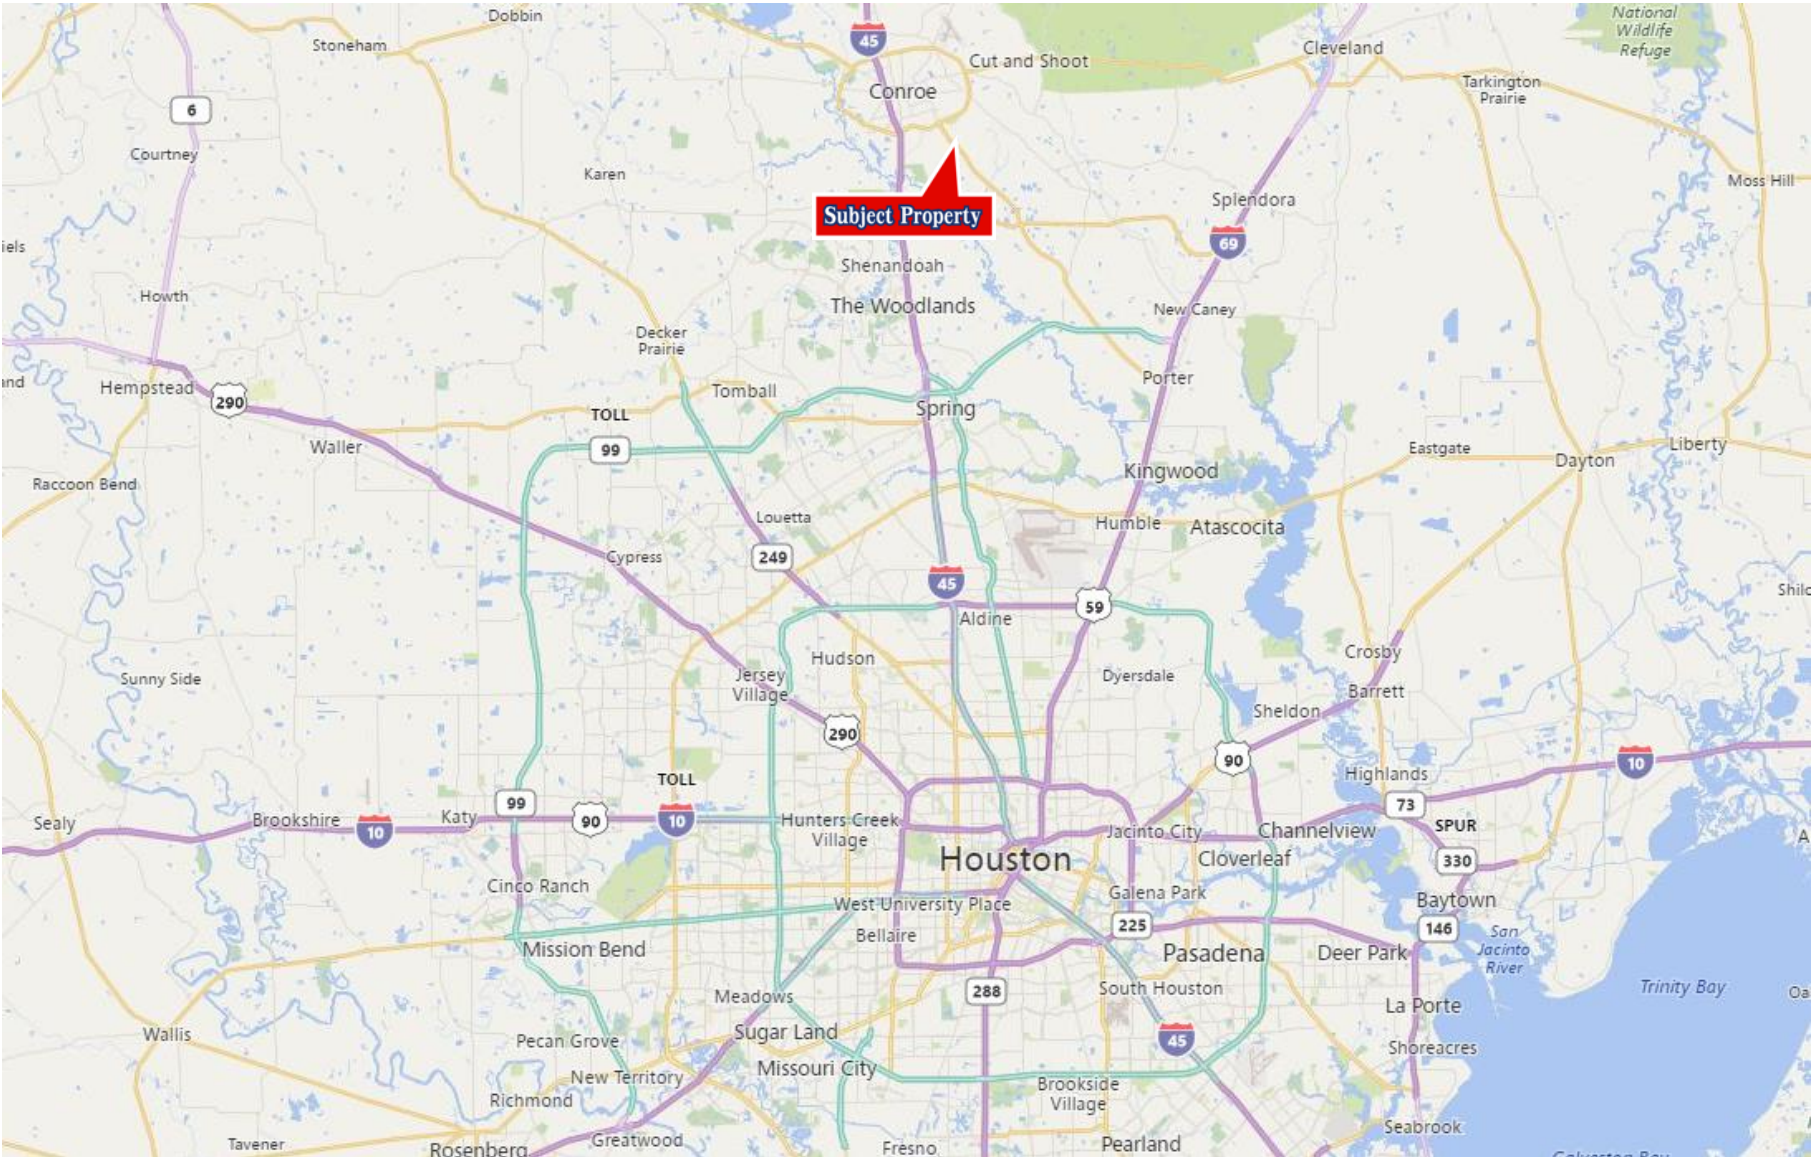 Dobbin
National
Wildlife
Refuge
Stoneham
45
Cut and Shoot
Cleveland
Conroe
Tarkington
Prairie
6
Courtney
Karen
Moss Hill
Splendora
Subject Property
iels
69
Shenandoah
Howth
The Woodlands
New Caney
Decker
Prairie
and
Hempstead
290
Tomball
Porter
TOLL
Spring
99
Waller
Eastgate
Liberty
Dayton
Kingwood
Raccoon Bend
Louetta
Humble
Atascocita
Cypress
249
45
Shilo
59
Aldine
Hudson
Crosby
Sunny Side
Jersey
Village
Dyersdale
Barrett
Sheldon
290
90
10
TOLL
Highlands
99
73
Sealy
Brookshire
10
Katy
90
10
Hunters Creek
Village
Jacinto City
Channelview
SPUR
A
Houston
Cloverleaf
330
Cinco Ranch
Galena Park
West University Place
Baytown
225
146
Bellaire
Mission Bend
Pasadena
Deer Park
San
Jacinto
River
288
South Houston
Trinity Bay
Oa
Meadows
La Porte
Wallis
Sugar Land
Pecan Grove
45
Shoreacres
Missouri City
New Territory
Brookside
Village
Richmond
Seabrook
Tavener
Rosenberg
Greatwood
Fresno
Pearland
Galveston Bay